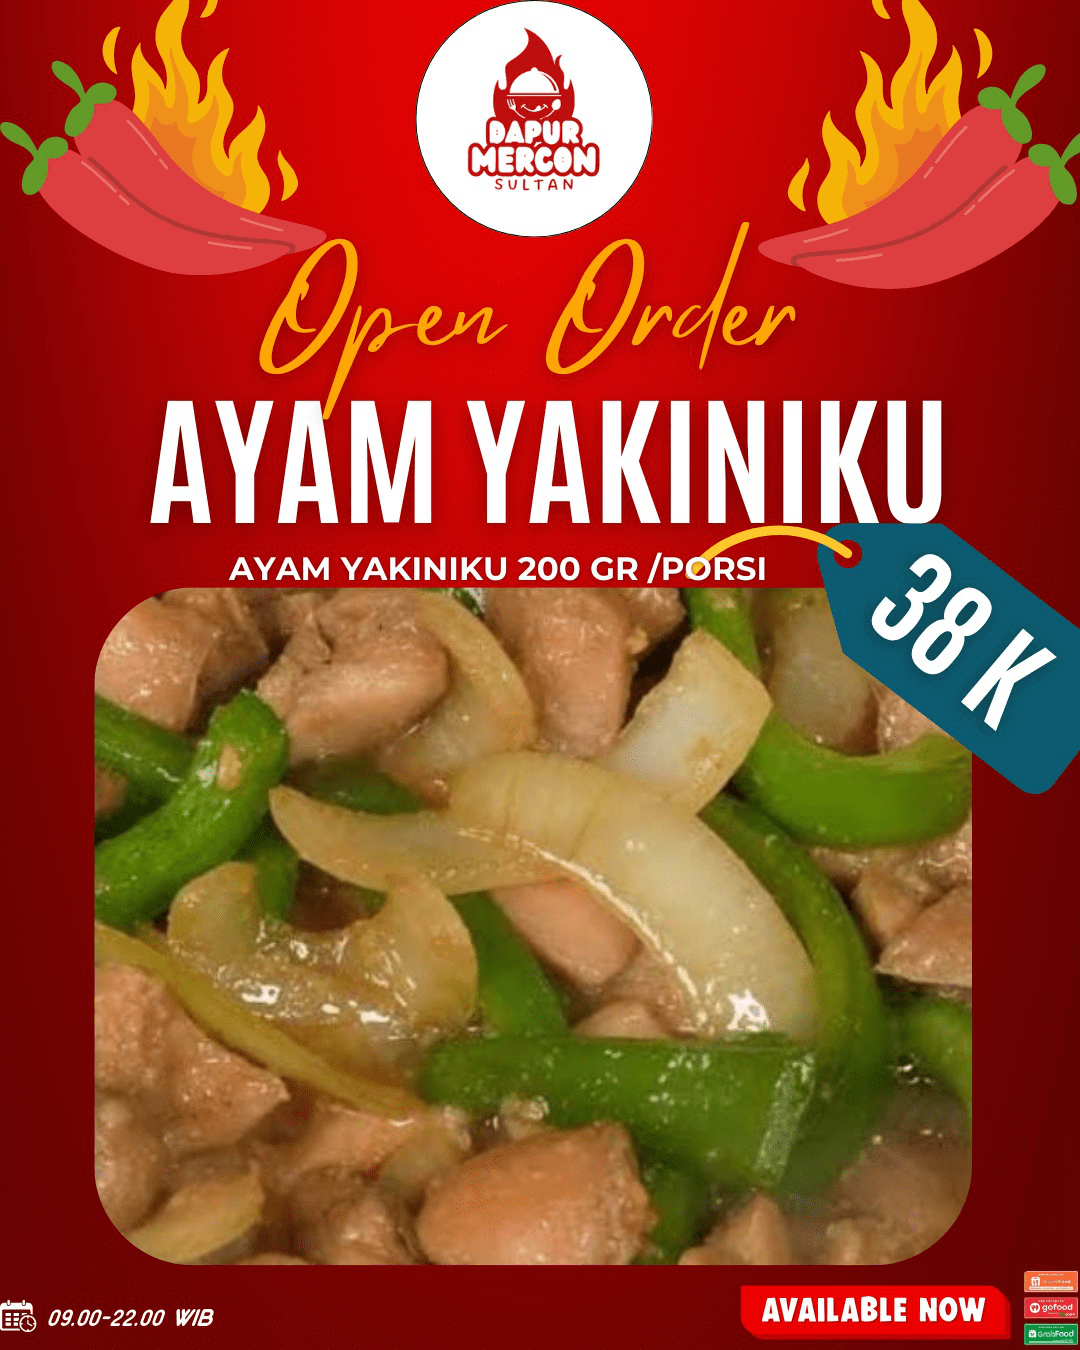 DAPUR
MERCON
SULTAN
Open Order
AYAM YAKINIKU
AYAM YAKINIKU 200 GR /PORSI
38 K
09.00-22.00 WIB
AVAILABLE NOW
gofood
GrabFood